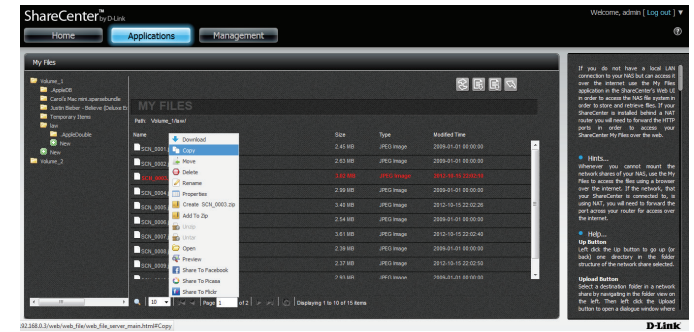 ShareCenter™ by D-Link
Welcome, admin [ Log out ] ▼
Home
Applications
Management
My Files
Volume_1
.AppleDB
Carol's Mac mini.sparsebundle
Justin Bieber - Believe (Deluxe E
Temporary Items
law
.AppleDouble
New
New
Volume_2
MY FILES
Path: Volume_1/law/
Name
Size
Type
Modified Time
SCN_0001.
2.45 MB
JPEG Image
2009-01-01 00:00:00
SCN_0002.
2.63 MB
JPEG Image
2009-01-01 00:00:00
SCN_0003.
JPEG Image
SCN_0004.
2.99 MB
JPEG Image
2009-01-01 00:00:00
SCN_0005.
3.40 MB
JPEG Image
2012-10-15 22:02:26
SCN_0006.
2.54 MB
JPEG Image
2009-01-01 00:00:00
SCN_0007.
3.61 MB
JPEG Image
2012-10-15 22:02:40
SCN_0008.
2.39 MB
JPEG Image
2009-01-01 00:00:00
SCN_0009.
2.37 MB
JPEG Image
2012-10-15 22:02:50
2.93 MB
JPEG Image
2009-01-01 00:00:00
Download
Copy
Move
Delete
Rename
Properties
Create SCN_0003.zip
Add To Zip
Unzip
Untar
Open
Preview
Share To Facebook
Share To Picasa
Share To Flickr
10
Page 1 of 2
Displaying 1 to 10 of 15 items
If you do not have a local LAN
connection to your NAS but can access it
over the internet use the My Files
application in the ShareCenter's Web UI
in order to access the NAS file system in
order to store and retrieve files. If your
ShareCenter is installed behind a NAT
router you will need to forward the HTTP
ports in order to access your
ShareCenter My Files over the web.
Hints...
Whenever you cannot mount the
network shares of your NAS, use the My
Files to access the files using a browser
over the internet. If the network, that
your ShareCenter is connected to, is
using NAT, you will need to forward the
port across your router for access over
the internet.
Help...
Up Button
Left click the Up button to go up (or
back) one directory in the folder
structure of the network share selected.
Upload Button
Select a destination folder in a network
share by navigating in the folder view on
the left. Then left click the Upload
button to open a dialogue window where
92.168.0.3/web/web_file/web_file_server_main.html#Copy
D-Link